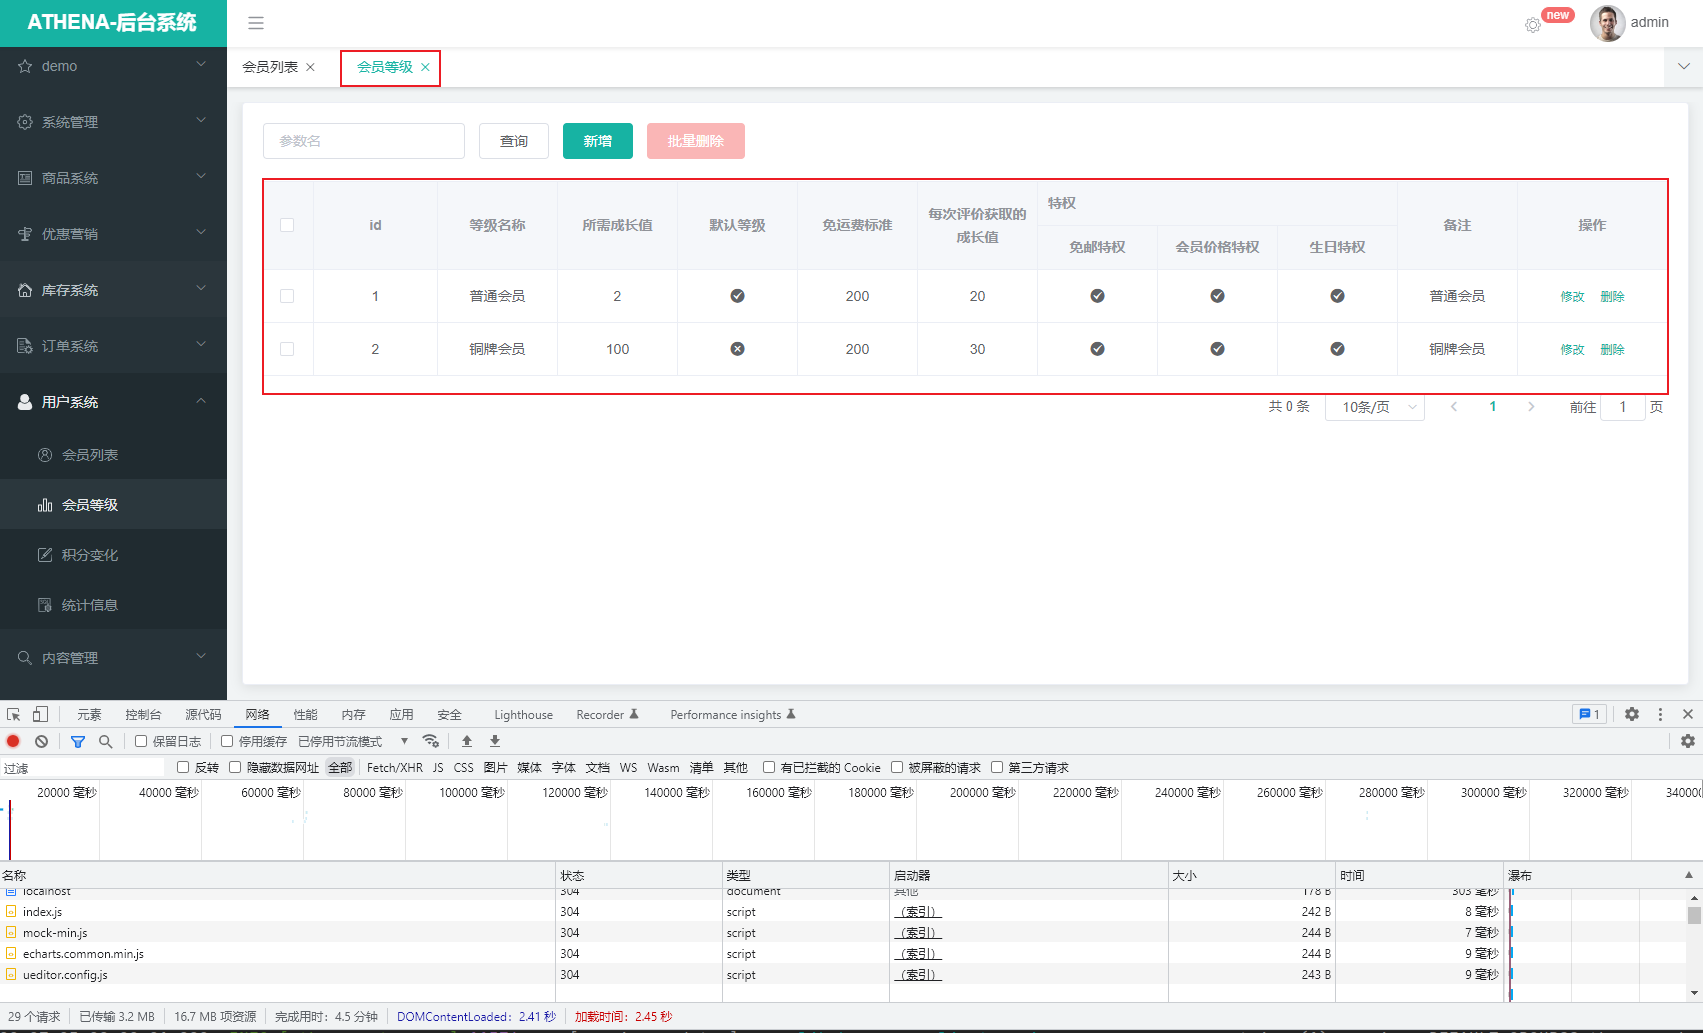 ATHENA-后台系统
new
admin
demo
系统管理
商品系统
优惠营销
库存系统
订单系统
用户系统
会员列表
会员等级
积分变化
统计信息
内容管理
会员列表 ×
会员等级 ×
参数名
查询
新增
批量删除
id
等级名称
所需成长值
默认等级
免运费标准
每次评价获取的
成长值
特权
免邮特权
会员价格特权
生日特权
备注
操作
1 普通会员 2 200 20 普通会员 修改 删除
2 铜牌会员 100 200 30 铜牌会员 修改 删除
共 0 条 10条/页 1 前往 1 页
元素 控制台 源代码 网络 性能 内存 应用 安全 Lighthouse Recorder Performance insights 1
保留日志 停用缓存 已停用节流模式
过滤 反转 隐藏数据网址 全部 Fetch/XHR JS CSS 图片 媒体 字体 文档 WS Wasm 清单 其他 有已拦截的 Cookie 被屏蔽的请求 第三方请求
20000 毫秒 40000 毫秒 60000 毫秒 80000 毫秒 100000 毫秒 120000 毫秒 140000 毫秒 160000 毫秒 180000 毫秒 200000 毫秒 220000 毫秒 240000 毫秒 260000 毫秒 280000 毫秒 300000 毫秒 320000 毫秒 34000
名称 状态 类型 启动器 大小 时间 瀑布
localhost 304 document 其他 178 B 303 毫秒
index.js 304 script （索引） 242 B 8 毫秒
mock-min.js 304 script （索引） 244 B 7 毫秒
echarts.common.min.js 304 script （索引） 244 B 9 毫秒
ueditor.config.js 304 script （索引） 243 B 9 毫秒
29 个请求 已传输 3.2 MB 16.7 MB 项资源 完成用时：4.5 分钟 DOMContentLoaded：2.41 秒 加载时间：2.45 秒